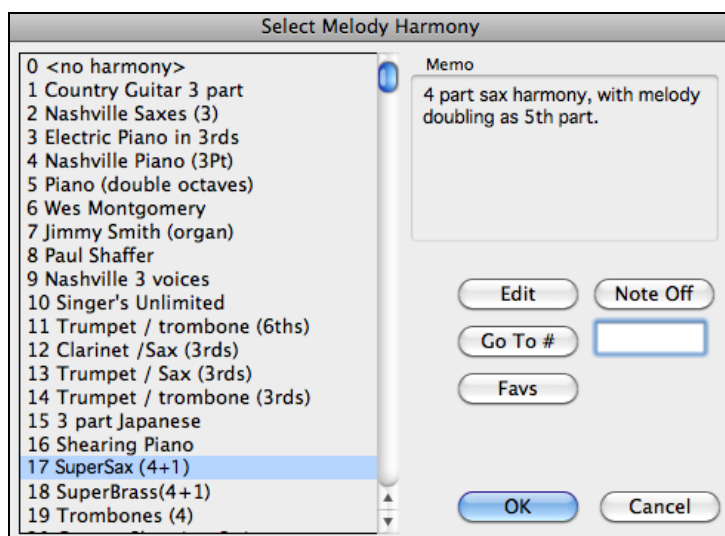 Select Melody Harmony
0 <no harmony>
1 Country Guitar 3 part
2 Nashville Saxes (3)
3 Electric Piano in 3rds
4 Nashville Piano (3Pt)
5 Piano (double octaves)
6 Wes Montgomery
7 Jimmy Smith (organ)
8 Paul Shaffer
9 Nashville 3 voices
10 Singer's Unlimited
11 Trumpet / trombone (6ths)
12 Clarinet /Sax (3rds)
13 Trumpet / Sax (3rds)
14 Trumpet / trombone (3rds)
15 3 part Japanese
16 Shearing Piano
17 SuperSax (4+1)
18 SuperBrass(4+1)
19 Trombones (4)
Memo
4 part sax harmony, with melody
doubling as 5th part.
Edit
Note Off
Go To #
Favs
OK
Cancel